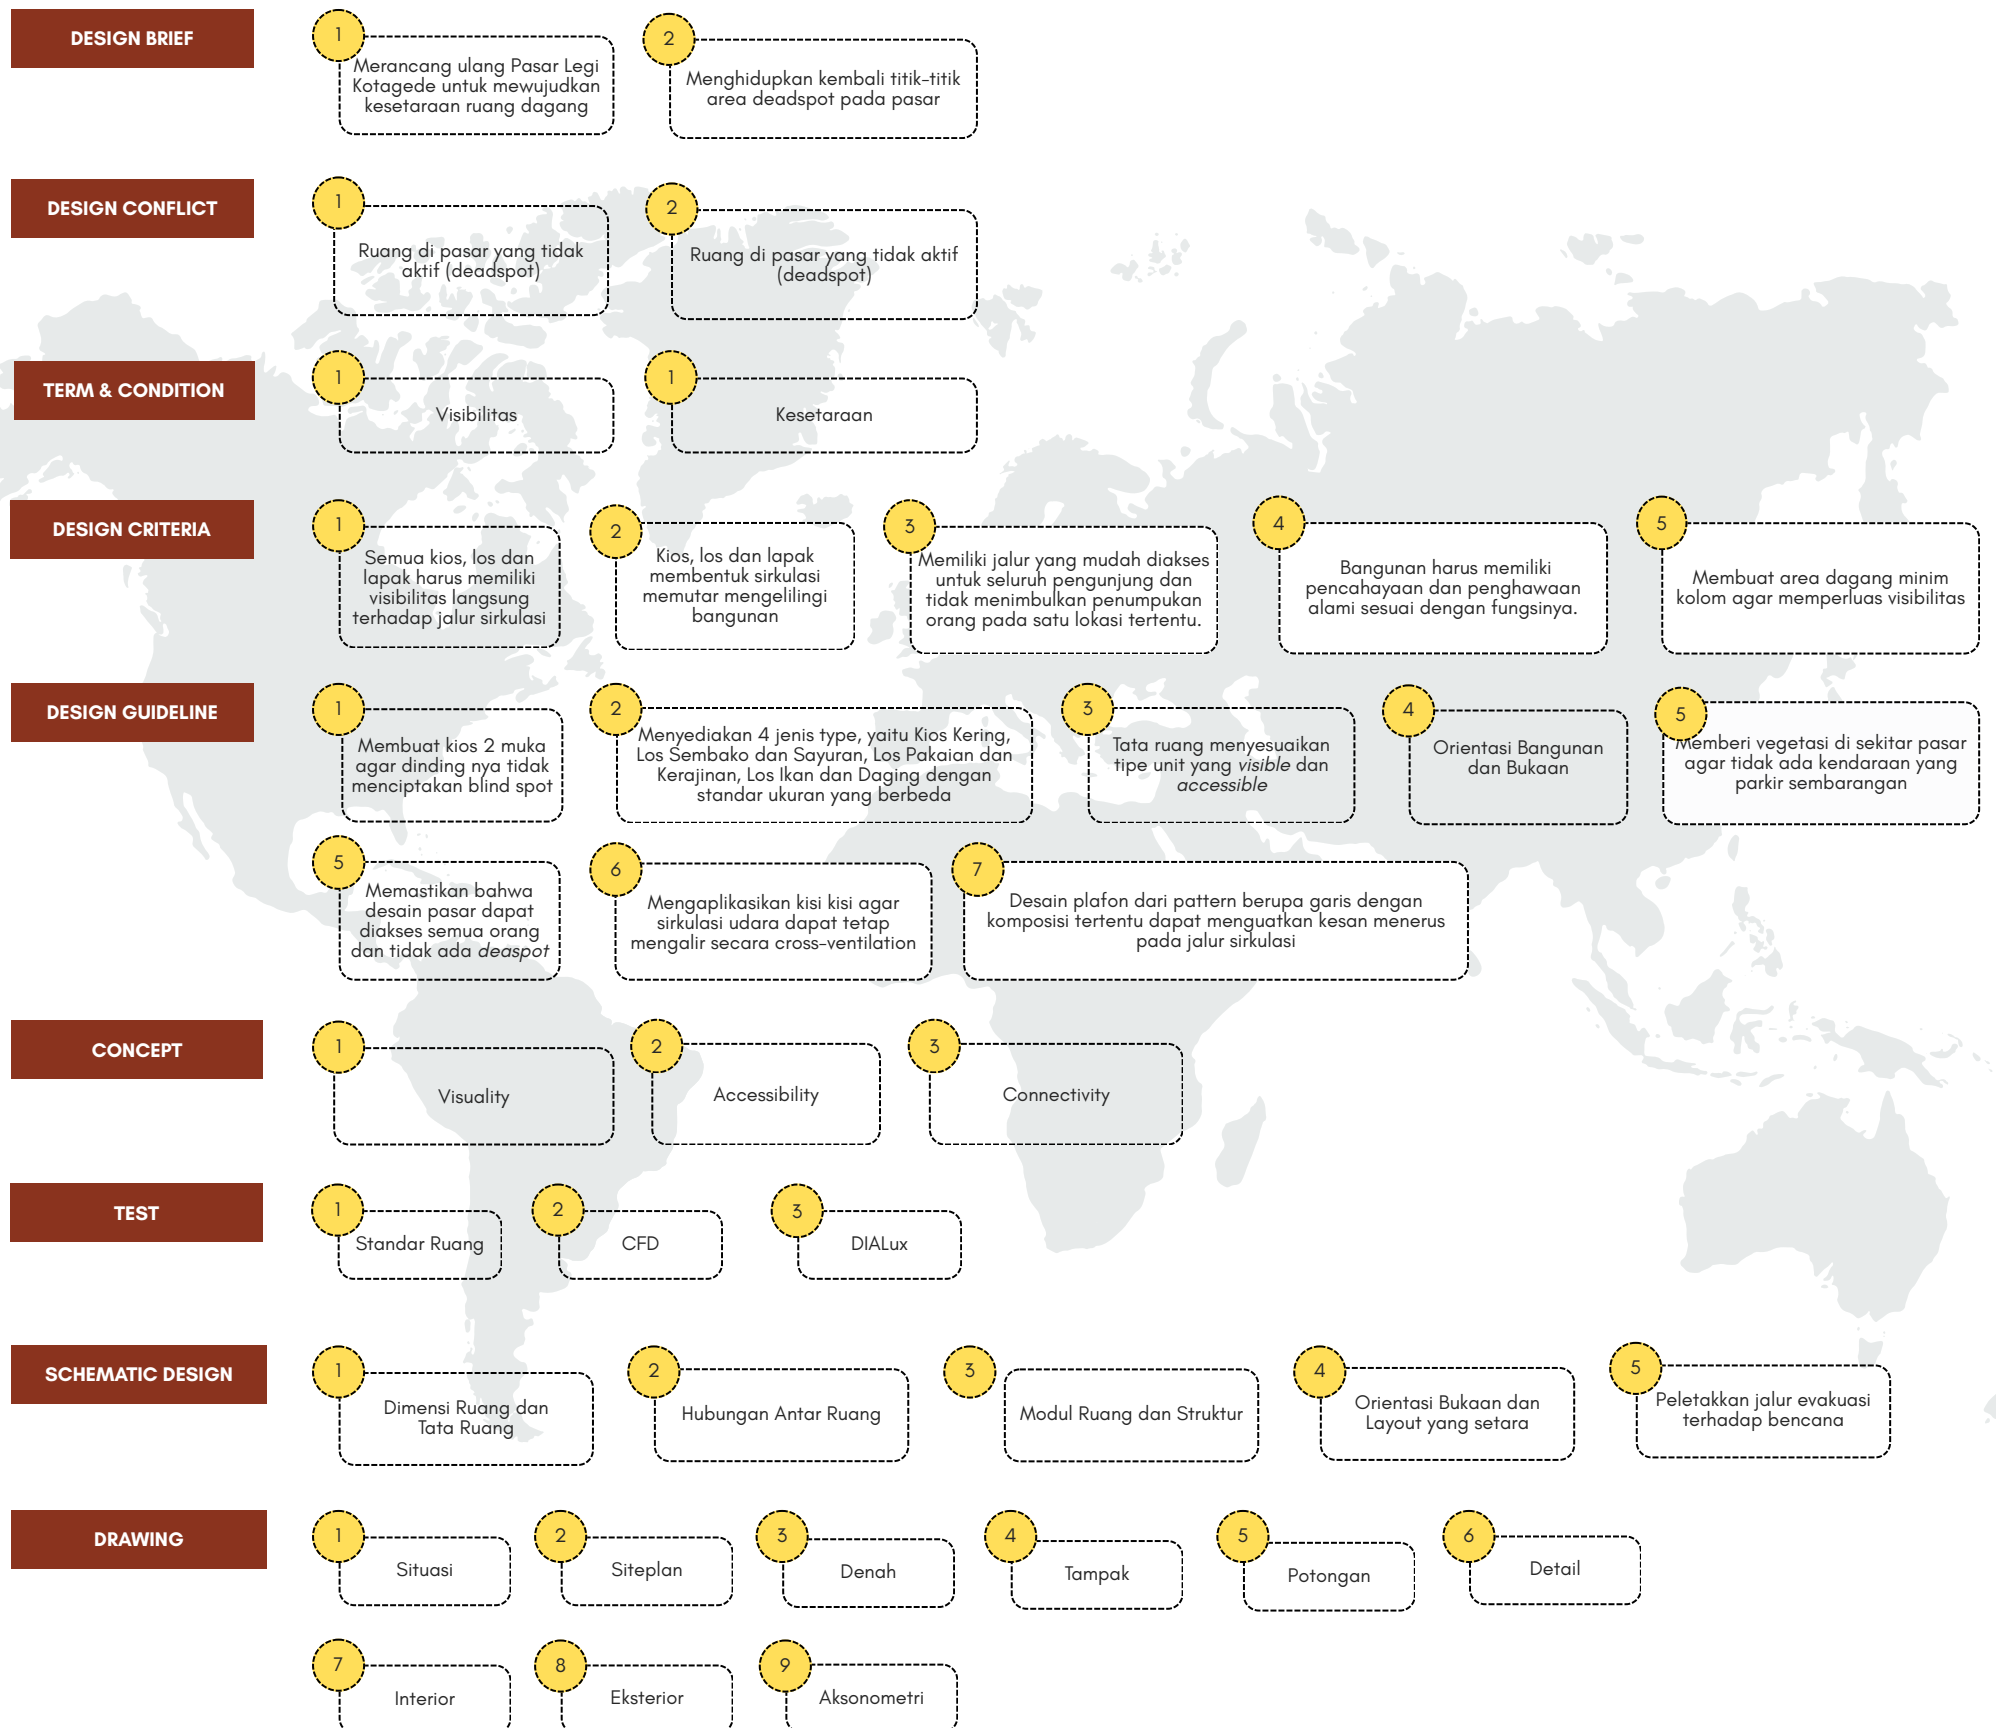 DESIGN BRIEF
1
Merancang ulang Pasar Legi
Kotagede untuk mewujudkan
kesetaraan ruang dagang
2
Menghidupkan kembali titik-titik
area deadspot pada pasar
DESIGN CONFLICT
1
Ruang di pasar yang tidak
aktif (deadspot)
2
Ruang di pasar yang tidak aktif
(deadspot)
TERM & CONDITION
1
Visibilitas
1
Kesetaraan
DESIGN CRITERIA
1
Semua kios, los dan
lapak harus memiliki
visibilitas langsung
terhadap jalur sirkulasi
2
Kios, los dan lapak
membentuk sirkulasi
memutar mengelilingi
bangunan
3
Memiliki jalur yang mudah diakses
untuk seluruh pengunjung dan
tidak menimbulkan penumpukan
orang pada satu lokasi tertentu.
4
Bangunan harus memiliki
pencahayaan dan penghawaan
alami sesuai dengan fungsinya.
5
Membuat area dagang minim
kolom agar memperluas visibilitas
DESIGN GUIDELINE
1
Membuat kios 2 muka
agar dinding nya tidak
menciptakan blind spot
2
Menyediakan 4 jenis type, yaitu Kios Kering,
Los Sembako dan Sayuran, Los Pakaian dan
Kerajinan, Los Ikan dan Daging dengan
standar ukuran yang berbeda
3
Tata ruang menyesuaikan
tipe unit yang visible dan
accessible
4
Orientasi Bangunan
dan Bukaan
5
Memberi vegetasi di sekitar pasar
agar tidak ada kendaraan yang
parkir sembarangan
5
Memastikan bahwa
desain pasar dapat
diakses semua orang
dan tidak ada deaspot
6
Mengaplikasikan kisi kisi agar
sirkulasi udara dapat tetap
mengalir secara cross-ventilation
7
Desain plafon dari pattern berupa garis dengan
komposisi tertentu dapat menguatkan kesan menerus
pada jalur sirkulasi
CONCEPT
1
Visuality
2
Accessibility
3
Connectivity
TEST
1
Standar Ruang
2
CFD
3
DIALux
SCHEMATIC DESIGN
1
Dimensi Ruang dan
Tata Ruang
2
Hubungan Antar Ruang
3
Modul Ruang dan Struktur
4
Orientasi Bukaan dan
Layout yang setara
5
Peletakkan jalur evakuasi
terhadap bencana
DRAWING
1
Situasi
2
Siteplan
3
Denah
4
Tampak
5
Potongan
6
Detail
7
Interior
8
Eksterior
9
Aksonometri